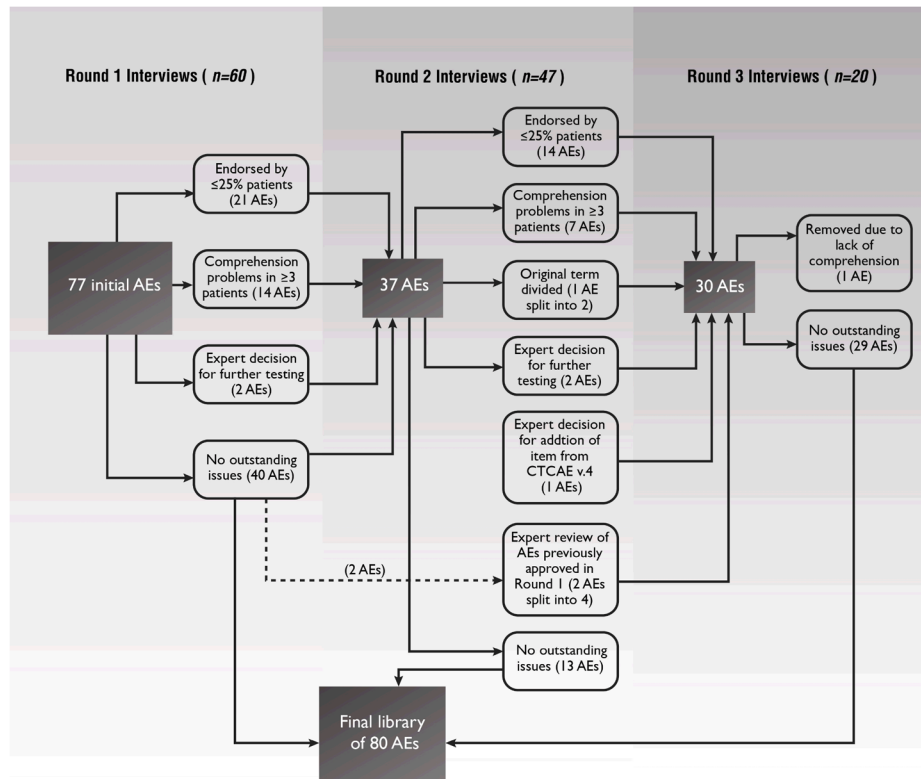 Round 1 Interviews ( n=60 )
Round 2 Interviews ( n=47 )
Round 3 Interviews ( n=20 )
77 initial AEs
Endorsed by
≤25% patients
(21 AEs)
Comprehension
problems in ≥3
patients (14 AEs)
Expert decision
for further testing
(2 AEs)
No outstanding
issues (40 AEs)
(2 AEs)
37 AEs
Endorsed by
≤25% patients
(14 AEs)
Comprehension
problems in ≥3
patients (7 AEs)
Original term
divided (1 AE
split into 2)
Expert decision
for further
testing (2 AEs)
Expert decision
for addtion of
item from
CTCAE v.4
(1 AEs)
Expert review of
AEs previously
approved in
Round 1 (2 AEs
split into 4)
No outstanding
issues (13 AEs)
30 AEs
Removed due to
lack of
comprehension
(1 AE)
No outstanding
issues (29 AEs)
Final library
of 80 AEs